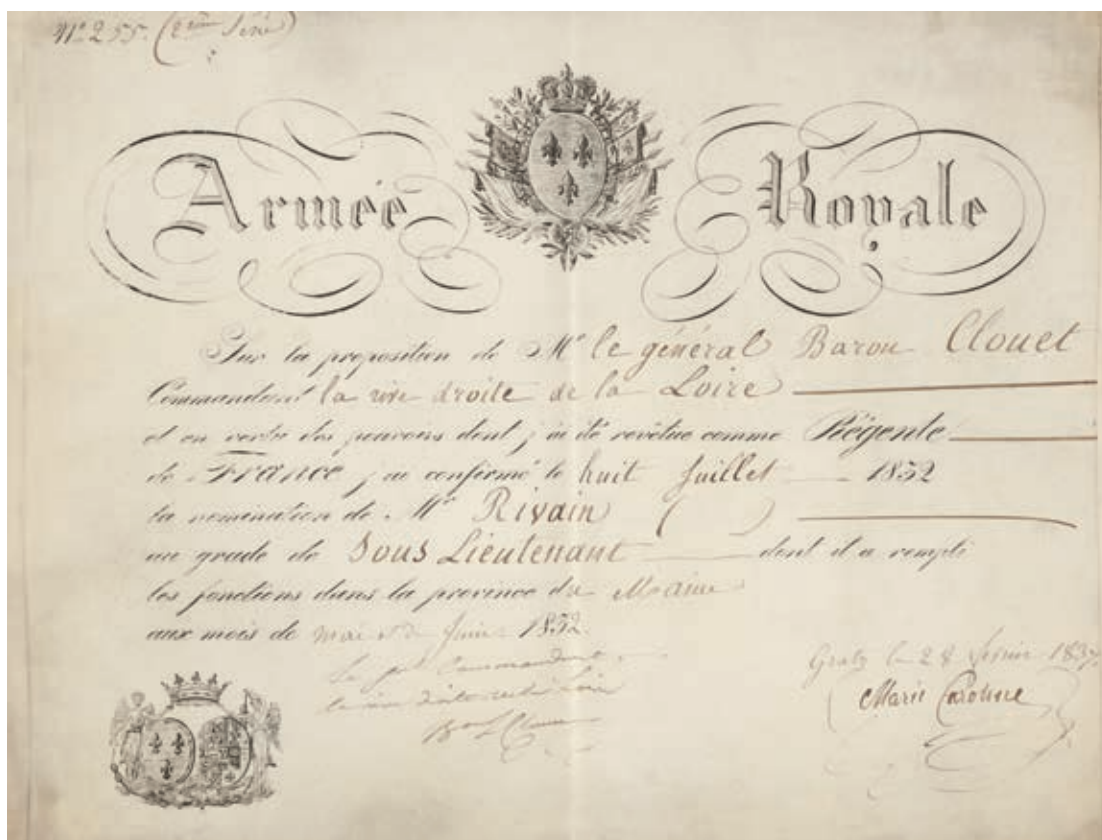 N° 255. (2ème Série)
Armée Royale
Sur la proposition de Mr le général Baron Clouet
Commandant la rive droite de la Loire
et en vertu des pouvoirs dont j'ai été revêtue comme Régente
de France j'ai confirmé le huit Juillet 1832
la nomination de Mr Rivain ( )
au grade de Sous Lieutenant dont il a rempli
les fonctions dans la province du Maine
aux mois de mai et Juin 1832.
Le gal Commandant
la rive droite de la Loire
Bon Clouet
Gratz le 28 février 1837
Marie Caroline